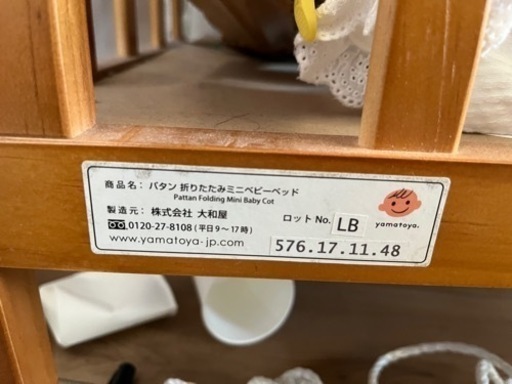 商品名: パタン 折りたたみミニベビーベッド
Pattan Folding Mini Baby Cot
製造元: 株式会社 大和屋
0120-27-8108 (平日9～17時)
www.yamatoya-jp.com
ロットNo. LB
576.17.11.48
yamatoya.